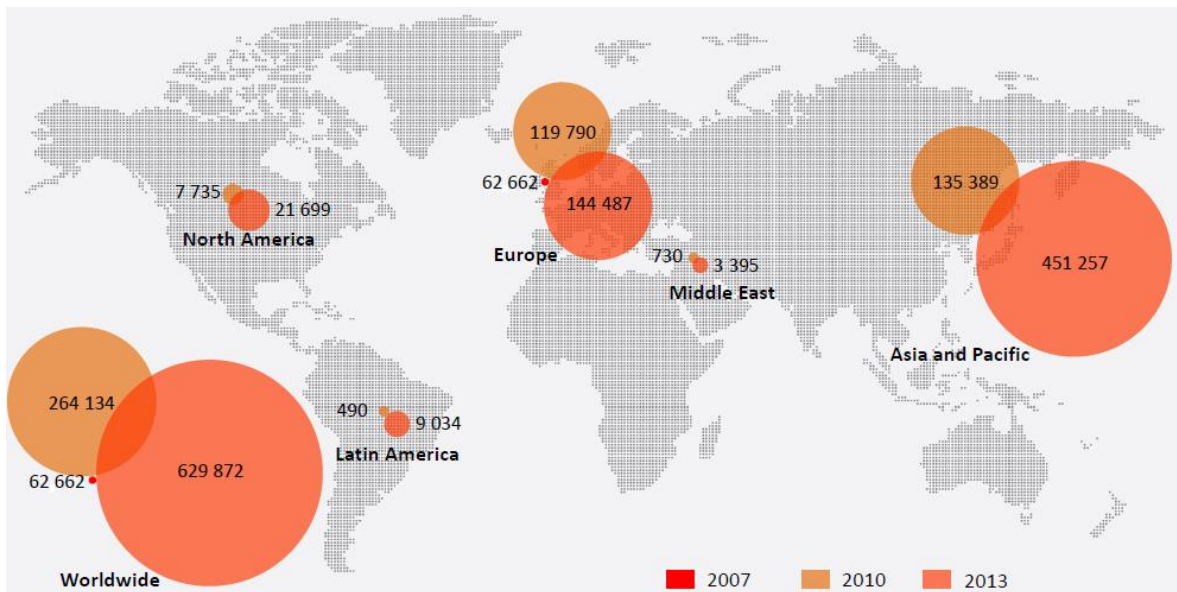 119 790
62 662
144 487
Europe
7 735
21 699
North America
135 389
451 257
Asia and Pacific
730
3 395
Middle East
264 134
62 662
629 872
Worldwide
490
9 034
Latin America
2007 2010 2013